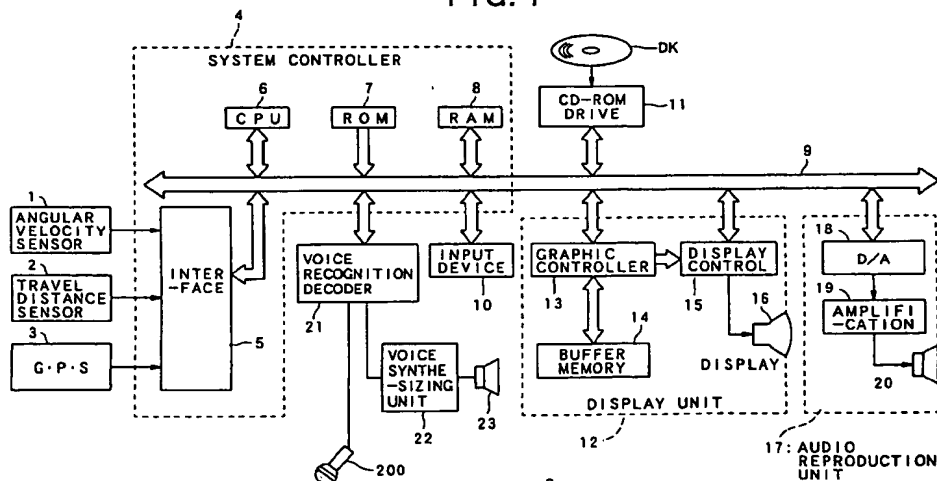 4
SYSTEM CONTROLLER
DK
6
CPU
7
ROM
8
RAM
CD-ROM
DRIVE
11
9
1
ANGULAR
VELOCITY
SENSOR
2
TRAVEL
DISTANCE
SENSOR
3
G·P·S
INTER
-FACE
5
VOICE
RECOGNITION
DECODER
21
INPUT
DEVICE
10
GRAPHIC
CONTROLLER
13
DISPLAY
CONTROL
15
16
DISPLAY
14
BUFFER
MEMORY
DISPLAY UNIT
12
18
D/A
19
AMPLIFI
-CATION
20
VOICE
SYNTHE
-SIZING
UNIT
22
23
200
17: AUDIO
REPRODUCTION
UNIT